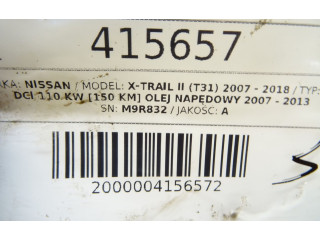 415657
KA: NISSAN / MODEL: X-TRAIL II (T31) 2007 - 2018 / TYP:
DCI 110 KW [150 KM] OLEJ NAPĘDOWY 2007 - 2013
SN: M9R832 / JAKOŚĆ: A
2000004156572